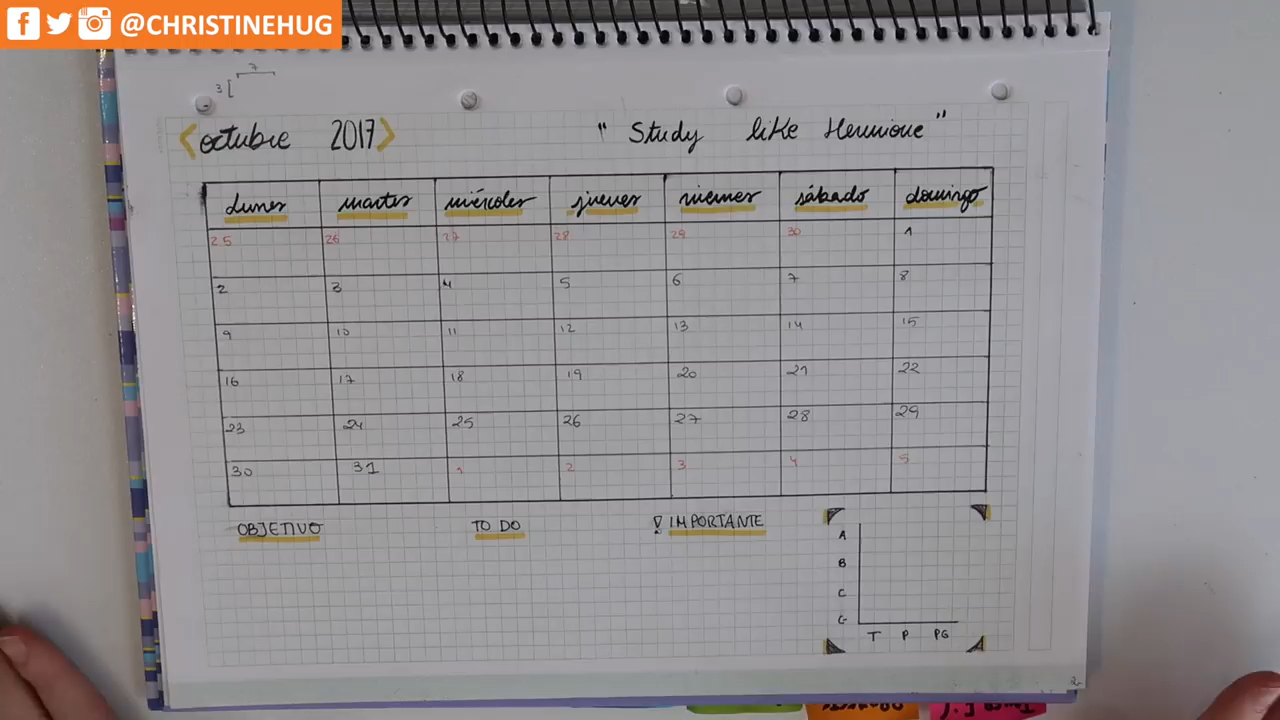 @CHRISTINEHUG
7
3
octubre 2017 "Study like Hermione"
lunes martes miércoles jueves viernes sábado domingo
25 26 27 28 29 30 1
2 3 4 5 6 7 8
9 10 11 12 13 14 15
16 17 18 19 20 21 22
23 24 25 26 27 28 29
30 31 1 2 3 4 5
OBJETIVO TO DO ! IMPORTANTE
A
B
C
G
T P PG